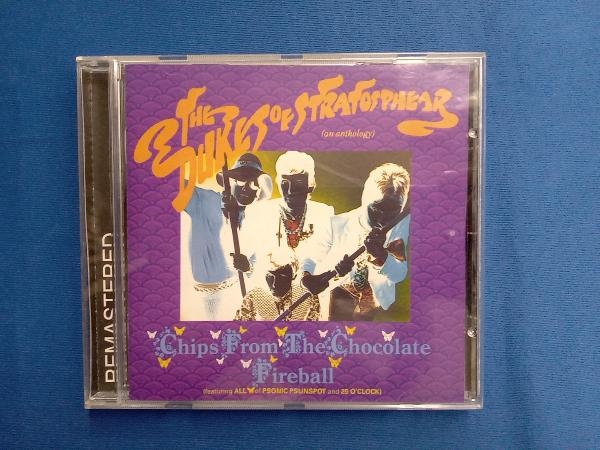 THE
DUKES OF STRATOSPHEAR
(an anthology)
Chips From The Chocolate
Fireball
(featuring ALL of PSONIC PSUNSPOT and 25 O'CLOCK)
REMASTERED